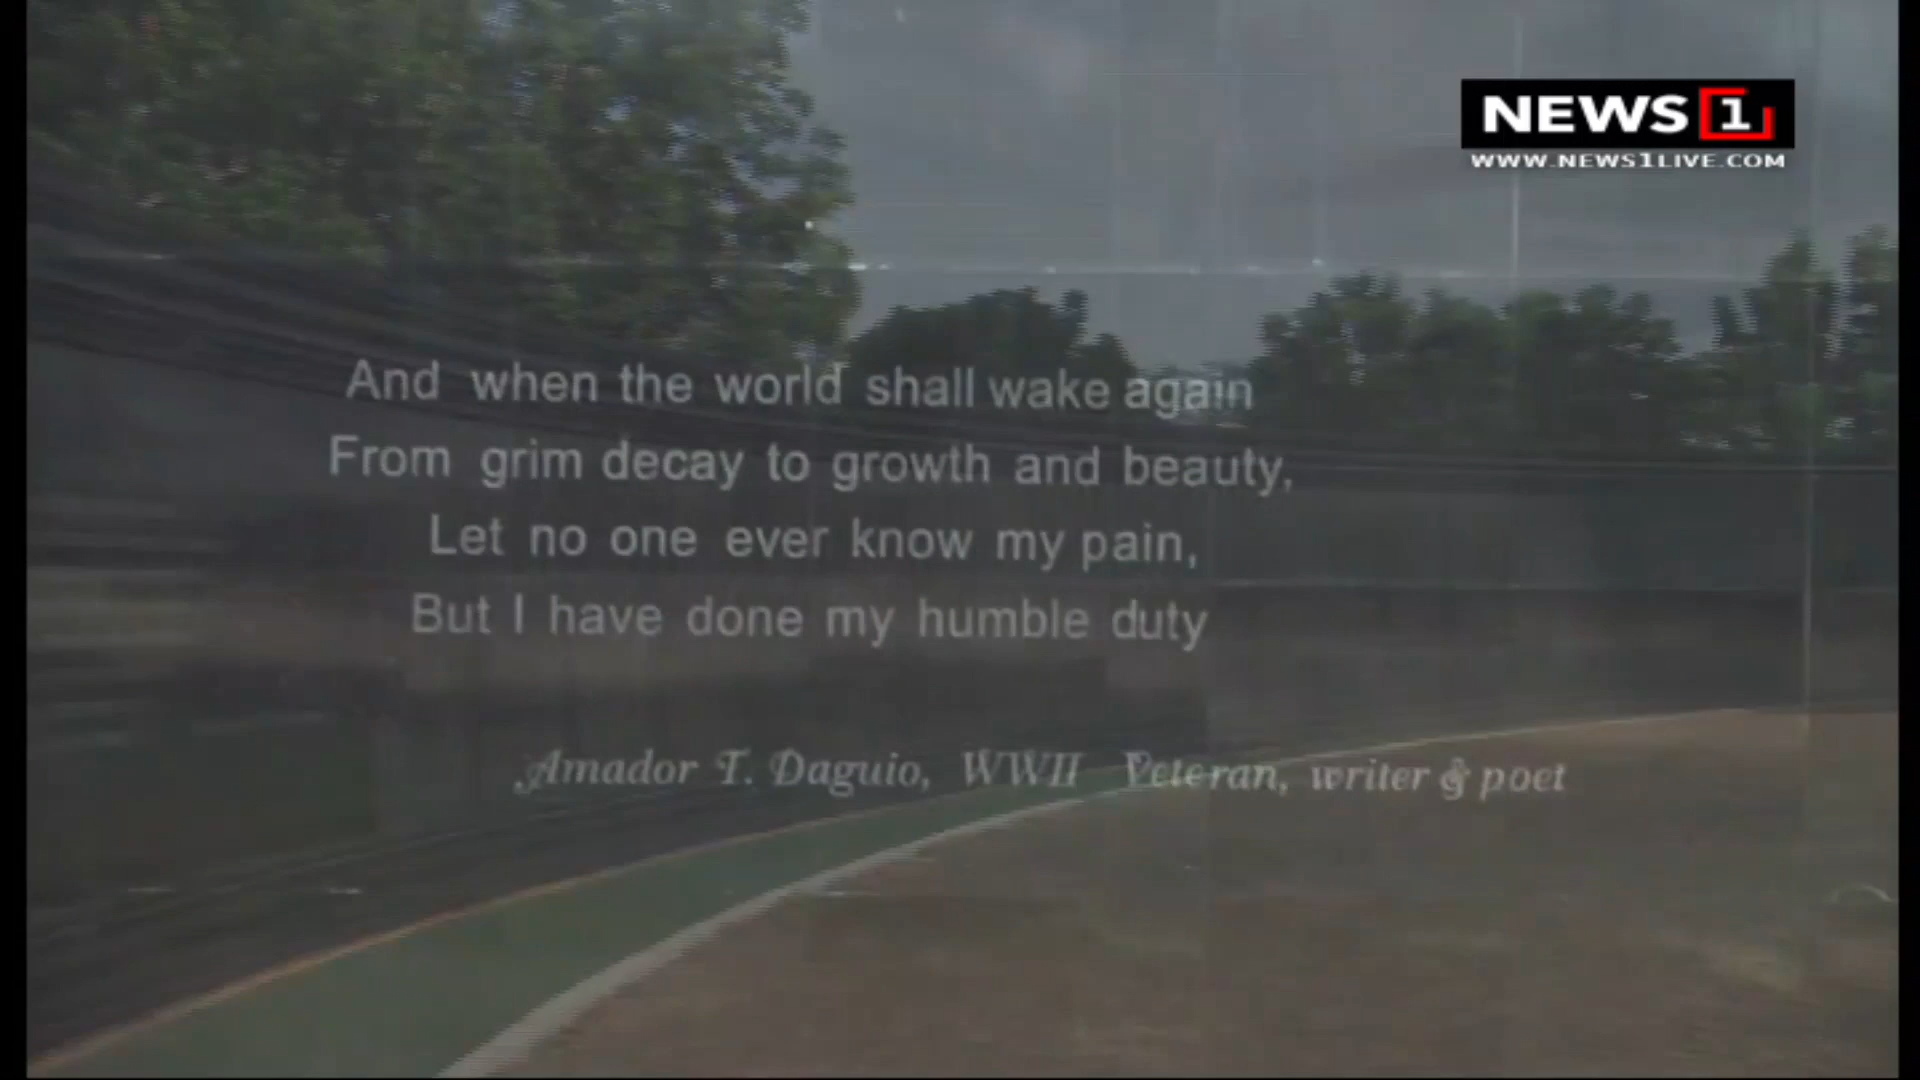 NEWS 1
WWW.NEWS1LIVE.COM
And when the world shall wake again
From grim decay to growth and beauty,
Let no one ever know my pain,
But I have done my humble duty
Amador T. Daguio, WWII Veteran, writer & poet